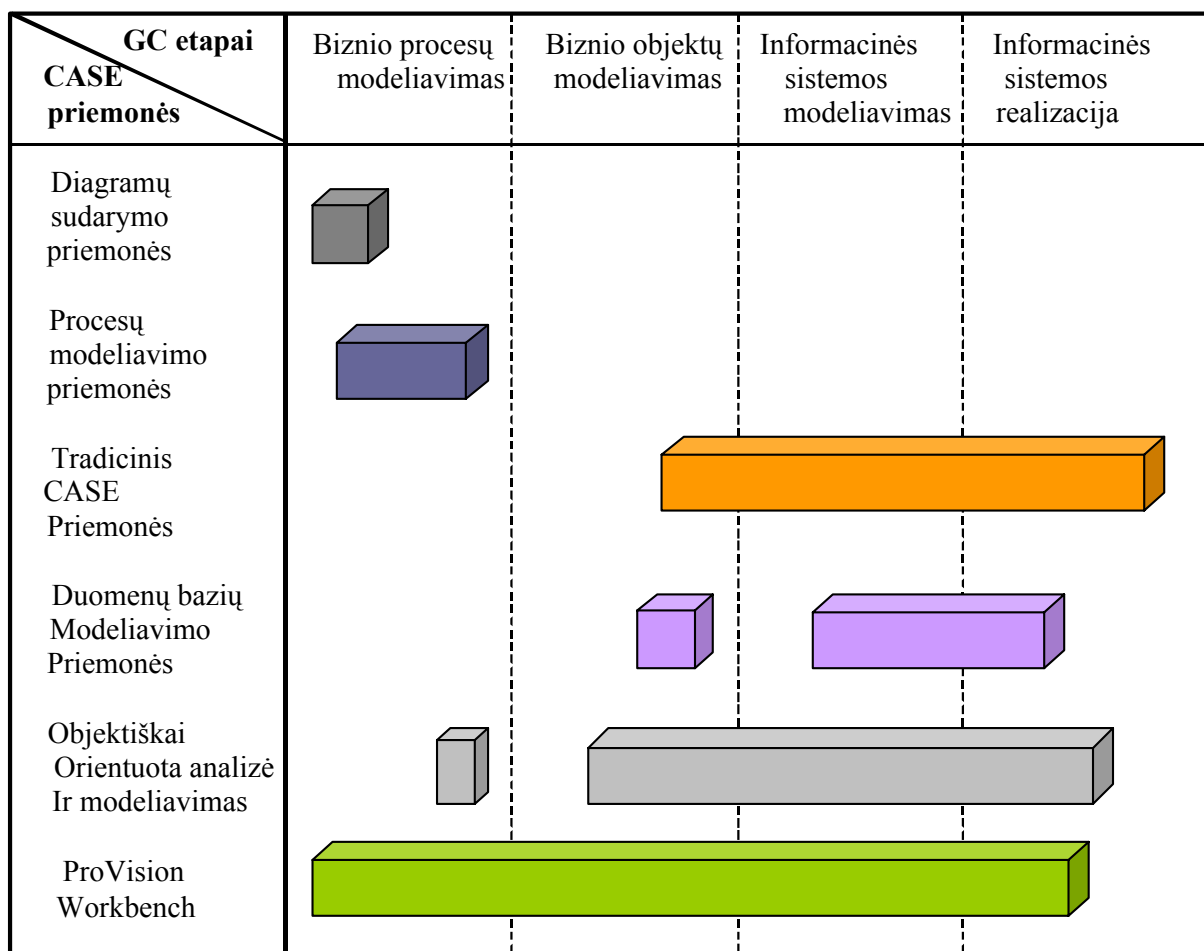 GC etapai
CASE
priemonės
Biznio procesų
modeliavimas
Biznio objektų
modeliavimas
Informacinės
sistemos
modeliavimas
Informacinės
sistemos
realizacija
Diagramų
sudarymo
priemonės
Procesų
modeliavimo
priemonės
Tradicinis
CASE
Priemonės
Duomenų bazių
Modeliavimo
Priemonės
Objektiškai
Orientuota analizė
Ir modeliavimas
ProVision
Workbench